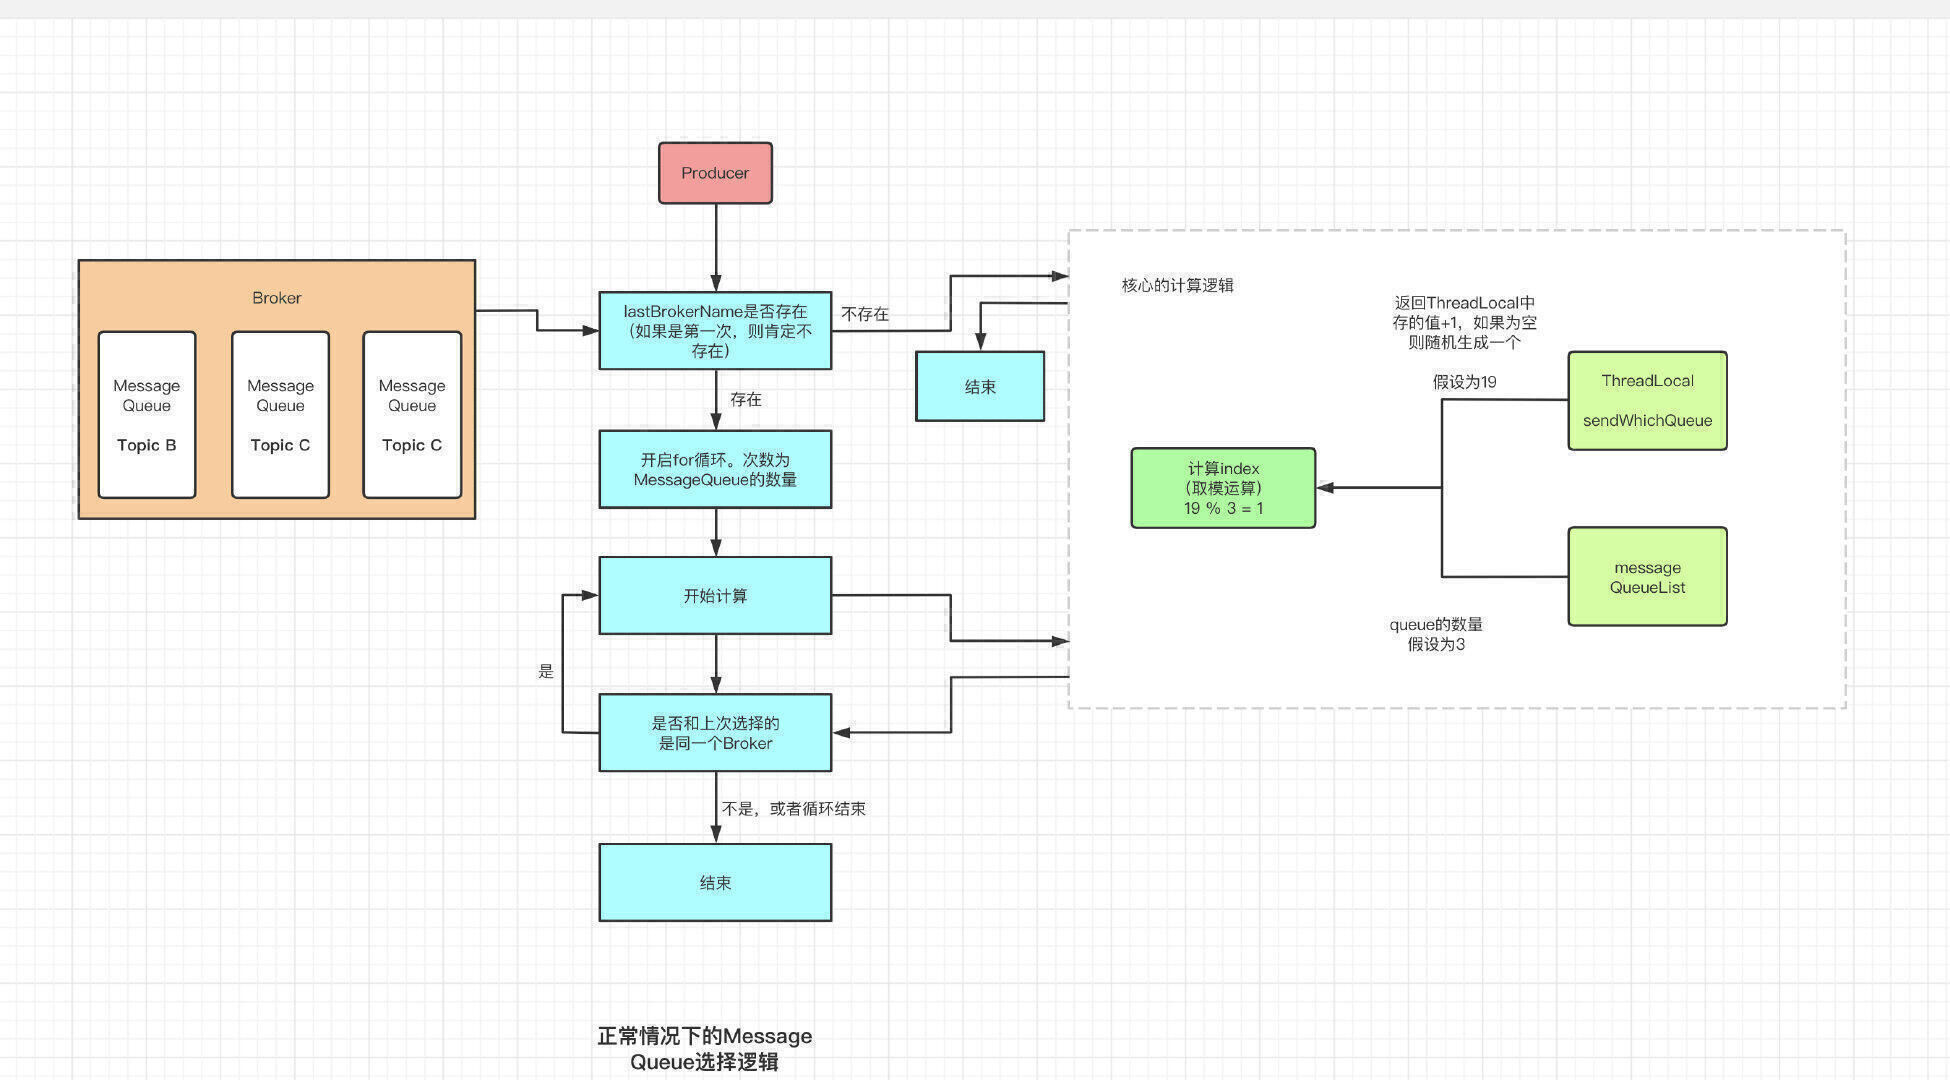 Producer
Broker
Message
Queue
Topic B
Message
Queue
Topic C
Message
Queue
Topic C
lastBrokerName是否存在
（如果是第一次，则肯定不
存在）
不存在
存在
开启for循环。次数为
MessageQueue的数量
开始计算
是
是否和上次选择的
是同一个Broker
不是，或者循环结束
结束
结束
核心的计算逻辑
返回ThreadLocal中
存的值+1，如果为空
则随机生成一个
假设为19
ThreadLocal
sendWhichQueue
计算index
（取模运算）
19 % 3 = 1
message
QueueList
queue的数量
假设为3
正常情况下的Message
Queue选择逻辑